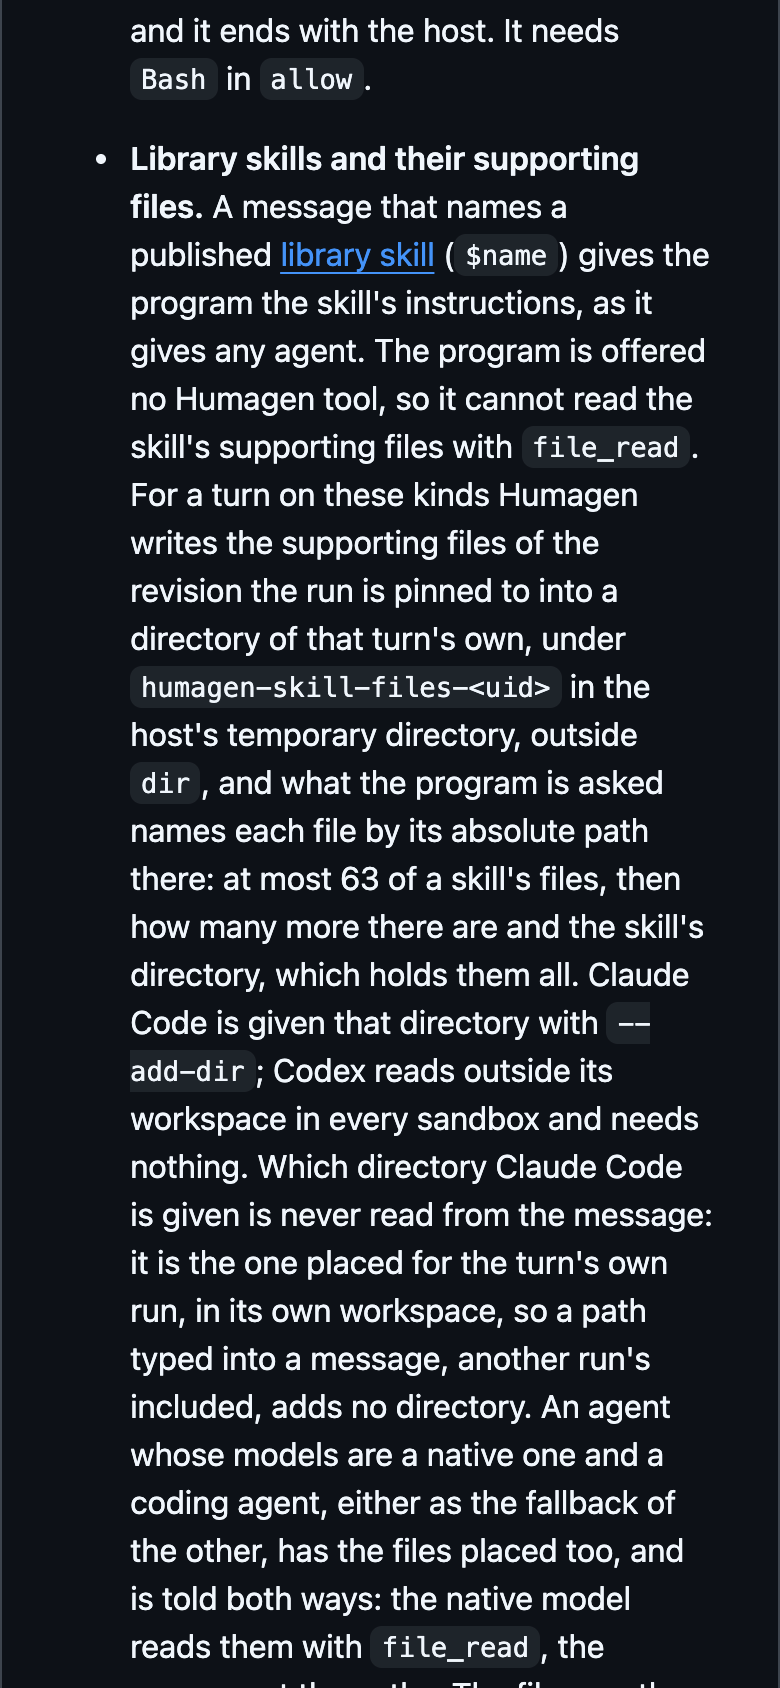 and it ends with the host. It needs
Bash in allow.
• Library skills and their supporting
files. A message that names a
published library skill ($name) gives the
program the skill's instructions, as it
gives any agent. The program is offered
no Humagen tool, so it cannot read the
skill's supporting files with file_read.
For a turn on these kinds Humagen
writes the supporting files of the
revision the run is pinned to into a
directory of that turn's own, under
humagen-skill-files-<uid> in the
host's temporary directory, outside
dir, and what the program is asked
names each file by its absolute path
there: at most 63 of a skill's files, then
how many more there are and the skill's
directory, which holds them all. Claude
Code is given that directory with --
add-dir; Codex reads outside its
workspace in every sandbox and needs
nothing. Which directory Claude Code
is given is never read from the message:
it is the one placed for the turn's own
run, in its own workspace, so a path
typed into a message, another run's
included, adds no directory. An agent
whose models are a native one and a
coding agent, either as the fallback of
the other, has the files placed too, and
is told both ways: the native model
reads them with file_read, the